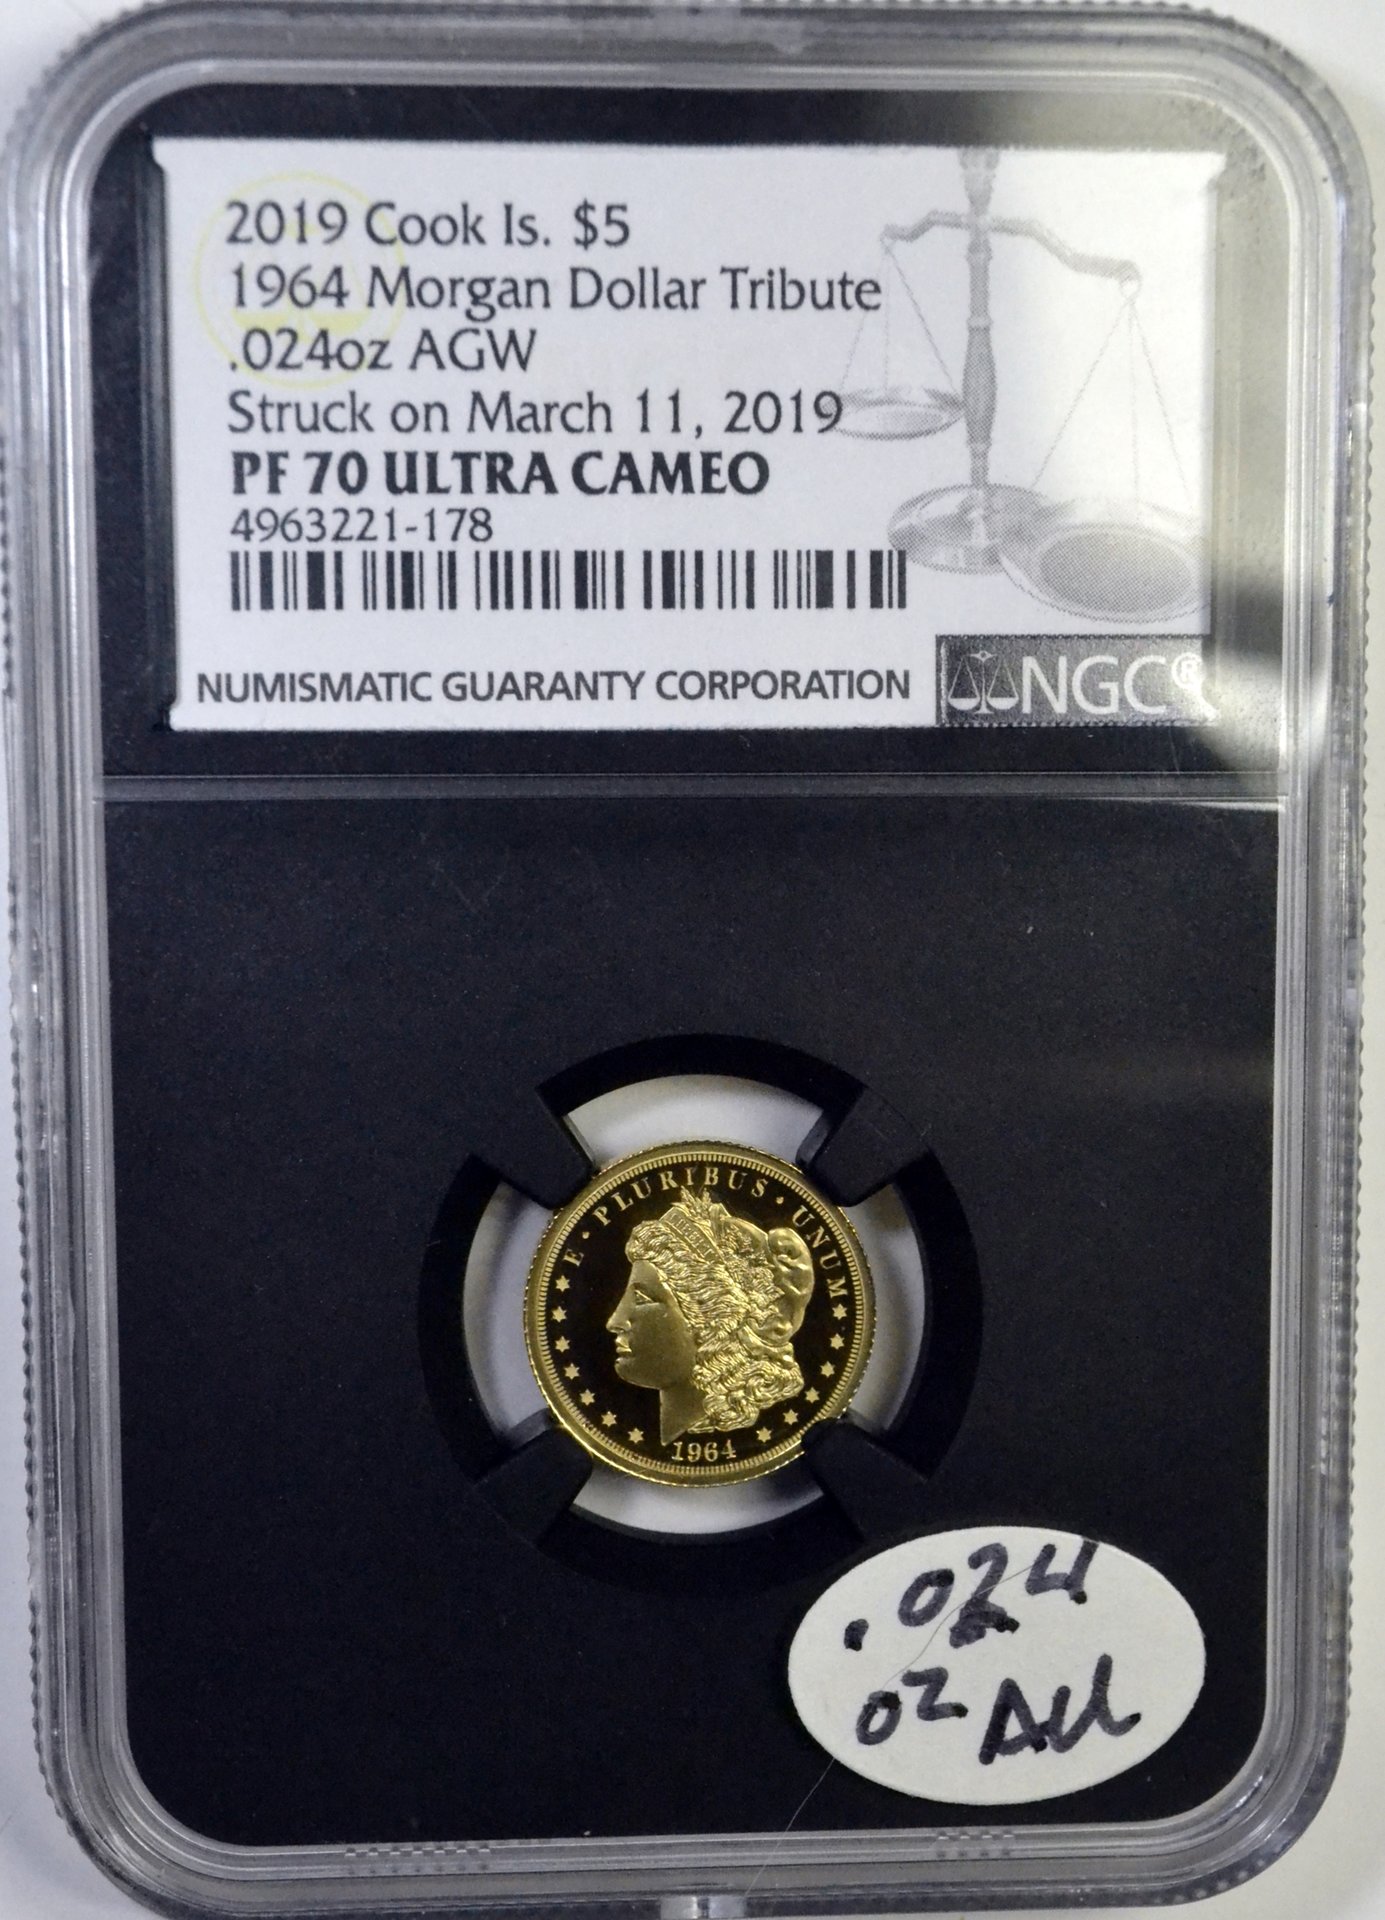 2019 Cook Is. $5
1964 Morgan Dollar Tribute
.024oz AGW
Struck on March 11, 2019
PF 70 ULTRA CAMEO
4963221-178
NUMISMATIC GUARANTY CORPORATION
NGC®
E · PLURIBUS · UNUM
LIBERTY
1964
.024
oz Au